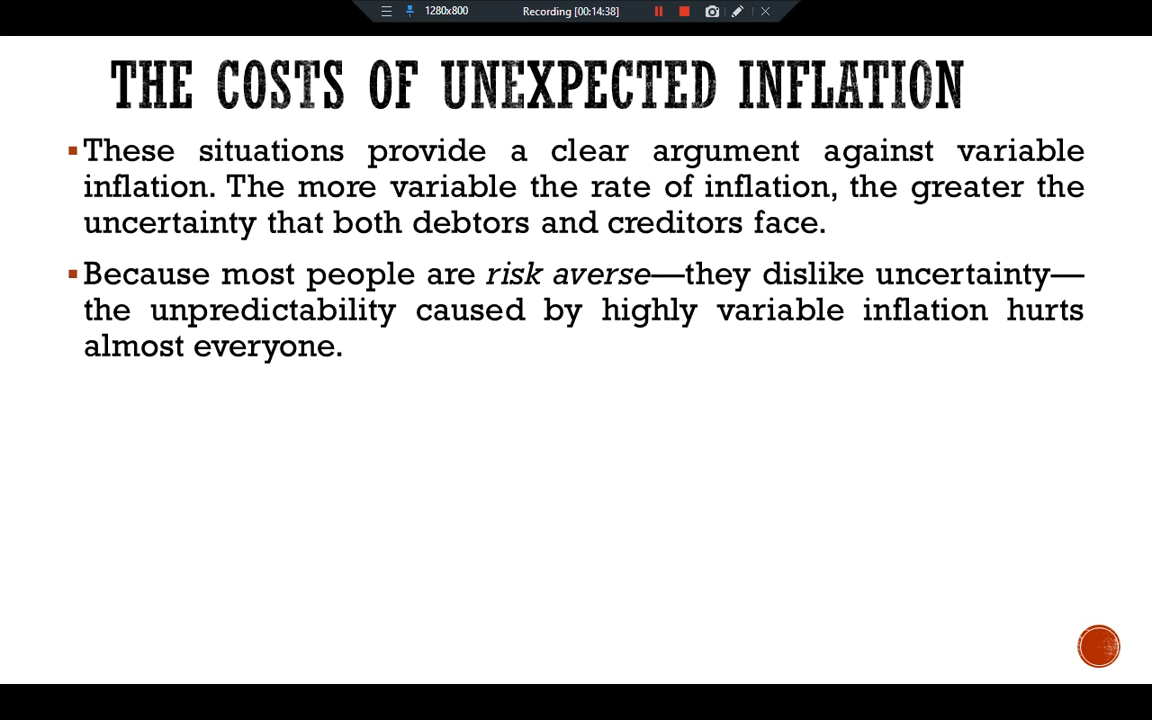 1280x800 Recording [00:14:38]
THE COSTS OF UNEXPECTED INFLATION
▪These situations provide a clear argument against variable
inflation. The more variable the rate of inflation, the greater the
uncertainty that both debtors and creditors face.
▪Because most people are risk averse—they dislike uncertainty—
the unpredictability caused by highly variable inflation hurts
almost everyone.